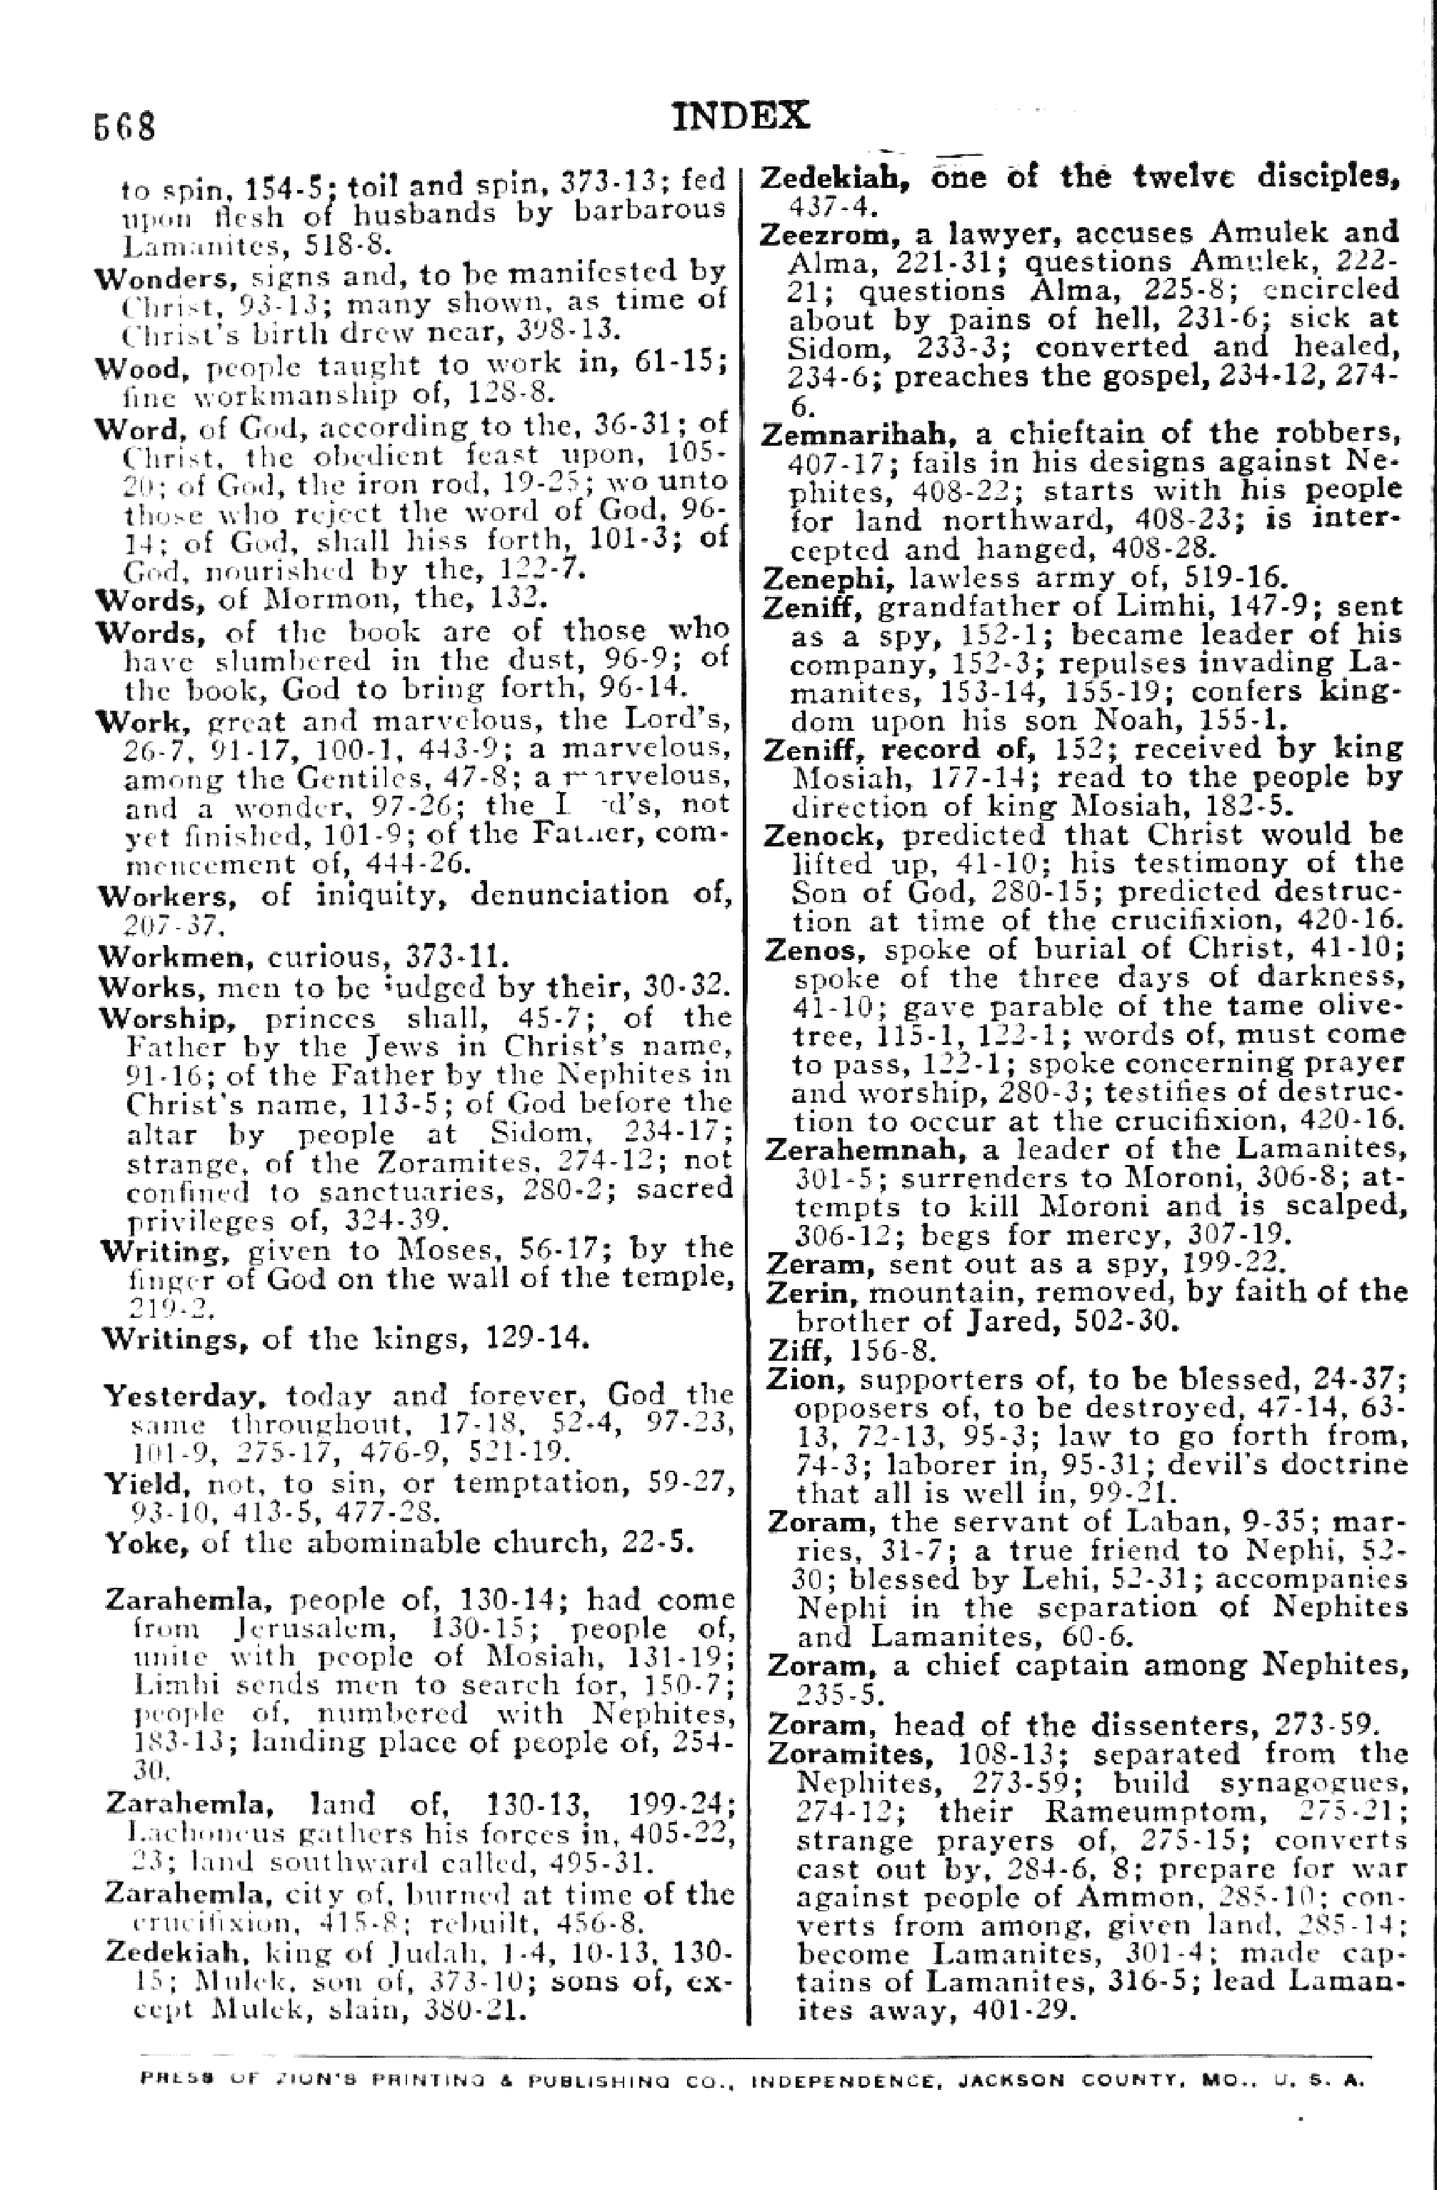 568
INDEX
to spin, 154-5; toil and spin, 373-13; fed
upon flesh of husbands by barbarous
Lamanites, 518-8.
Wonders, signs and, to be manifested by
Christ, 93-13; many shown, as time of
Christ's birth drew near, 398-13.
Wood, people taught to work in, 61-15;
fine workmanship of, 128-8.
Word, of God, according to the, 36-31; of
Christ, the obedient feast upon, 105-
20; of God, the iron rod, 19-25; wo unto
those who reject the word of God, 96-
14; of God, shall hiss forth, 101-3; of
God, nourished by the, 122-7.
Words, of Mormon, the, 132.
Words, of the book are of those who
have slumbered in the dust, 96-9; of
the book, God to bring forth, 96-14.
Work, great and marvelous, the Lord's,
26-7, 91-17, 100-1, 443-9; a marvelous,
among the Gentiles, 47-8; a marvelous,
and a wonder, 97-26; the Lord's, not
yet finished, 101-9; of the Father, com-
mencement of, 444-26.
Workers, of iniquity, denunciation of,
207-37.
Workmen, curious, 373-11.
Works, men to be judged by their, 30-32.
Worship, princes shall, 45-7; of the
Father by the Jews in Christ's name,
91-16; of the Father by the Nephites in
Christ's name, 113-5; of God before the
altar by people at Sidom, 234-17;
strange, of the Zoramites, 274-12; not
confined to sanctuaries, 280-2; sacred
privileges of, 324-39.
Writing, given to Moses, 56-17; by the
finger of God on the wall of the temple,
219-2.
Writings, of the kings, 129-14.
Yesterday, today and forever, God the
same throughout, 17-18, 52-4, 97-23,
101-9, 275-17, 476-9, 521-19.
Yield, not, to sin, or temptation, 59-27,
93-10, 413-5, 477-28.
Yoke, of the abominable church, 22-5.
Zarahemla, people of, 130-14; had come
from Jerusalem, 130-15; people of,
unite with people of Mosiah, 131-19;
Limhi sends men to search for, 150-7;
people of, numbered with Nephites,
183-13; landing place of people of, 254-
30.
Zarahemla, land of, 130-13, 199-24;
Lachoneus gathers his forces in, 405-22,
23; land southward called, 495-31.
Zarahemla, city of, burned at time of the
crucifixion, 415-8; rebuilt, 456-8.
Zedekiah, king of Judah, 1-4, 10-13, 130-
15; Mulek, son of, 373-10; sons of, ex-
cept Mulek, slain, 380-21.
Zedekiah, one of the twelve disciples,
437-4.
Zeezrom, a lawyer, accuses Amulek and
Alma, 221-31; questions Amulek, 222-
21; questions Alma, 225-8; encircled
about by pains of hell, 231-6; sick at
Sidom, 233-3; converted and healed,
234-6; preaches the gospel, 234-12, 274-
6.
Zemnarihah, a chieftain of the robbers,
407-17; fails in his designs against Ne-
phites, 408-22; starts with his people
for land northward, 408-23; is inter-
cepted and hanged, 408-28.
Zenephi, lawless army of, 519-16.
Zeniff, grandfather of Limhi, 147-9; sent
as a spy, 152-1; became leader of his
company, 152-3; repulses invading La-
manites, 153-14, 155-19; confers king-
dom upon his son Noah, 155-1.
Zeniff, record of, 152; received by king
Mosiah, 177-14; read to the people by
direction of king Mosiah, 182-5.
Zenock, predicted that Christ would be
lifted up, 41-10; his testimony of the
Son of God, 280-15; predicted destruc-
tion at time of the crucifixion, 420-16.
Zenos, spoke of burial of Christ, 41-10;
spoke of the three days of darkness,
41-10; gave parable of the tame olive-
tree, 115-1, 122-1; words of, must come
to pass, 122-1; spoke concerning prayer
and worship, 280-3; testifies of destruc-
tion to occur at the crucifixion, 420-16.
Zerahemnah, a leader of the Lamanites,
301-5; surrenders to Moroni, 306-8; at-
tempts to kill Moroni and is scalped,
306-12; begs for mercy, 307-19.
Zeram, sent out as a spy, 199-22.
Zerin, mountain, removed, by faith of the
brother of Jared, 502-30.
Ziff, 156-8.
Zion, supporters of, to be blessed, 24-37;
opposers of, to be destroyed, 47-14, 63-
13, 72-13, 95-3; law to go forth from,
74-3; laborer in, 95-31; devil's doctrine
that all is well in, 99-21.
Zoram, the servant of Laban, 9-35; mar-
ries, 31-7; a true friend to Nephi, 52-
30; blessed by Lehi, 52-31; accompanies
Nephi in the separation of Nephites
and Lamanites, 60-6.
Zoram, a chief captain among Nephites,
235-5.
Zoram, head of the dissenters, 273-59.
Zoramites, 108-13; separated from the
Nephites, 273-59; build synagogues,
274-12; their Rameumptom, 275-21;
strange prayers of, 275-15; converts
cast out by, 284-6, 8; prepare for war
against people of Ammon, 285-10; con-
verts from among, given land, 285-14;
become Lamanites, 301-4; made cap-
tains of Lamanites, 316-5; lead Laman-
ites away, 401-29.
PRESS OF ZION'S PRINTING & PUBLISHING CO., INDEPENDENCE, JACKSON COUNTY, MO., U. S. A.